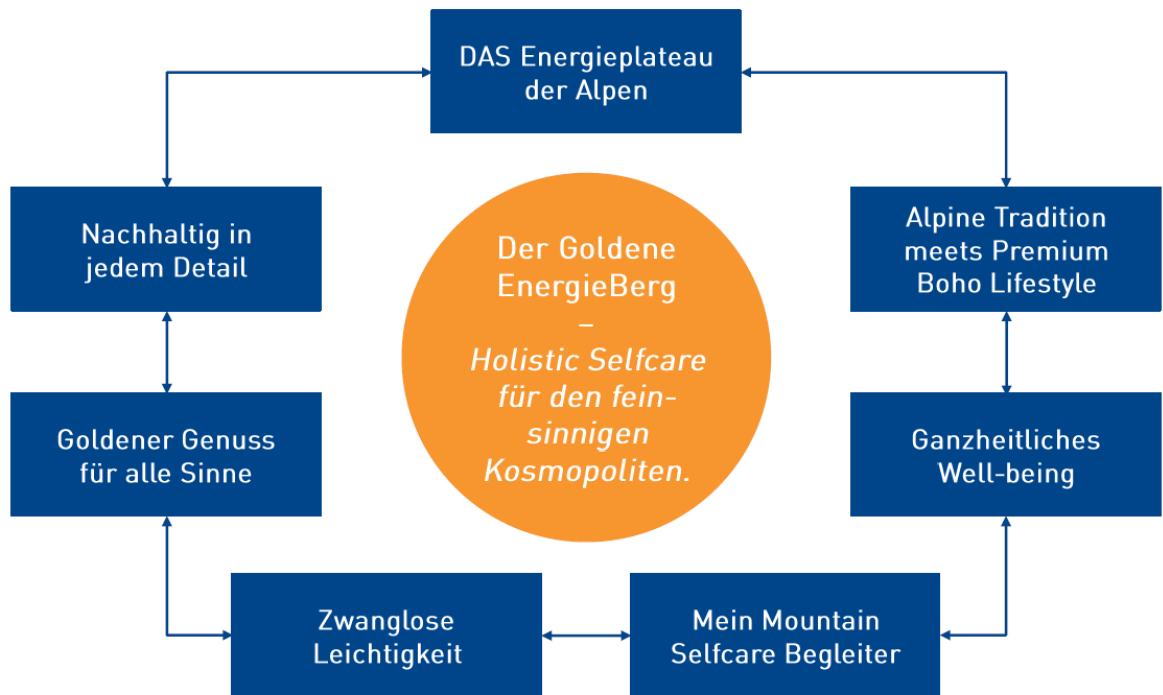 DAS Energieplateau
der Alpen
Nachhaltig in
jedem Detail
Der Goldene
EnergieBerg
–
Holistic Selfcare
für den fein-
sinnigen
Kosmopoliten.
Alpine Tradition
meets Premium
Boho Lifestyle
Goldener Genuss
für alle Sinne
Ganzheitliches
Well-being
Zwanglose
Leichtigkeit
Mein Mountain
Selfcare Begleiter